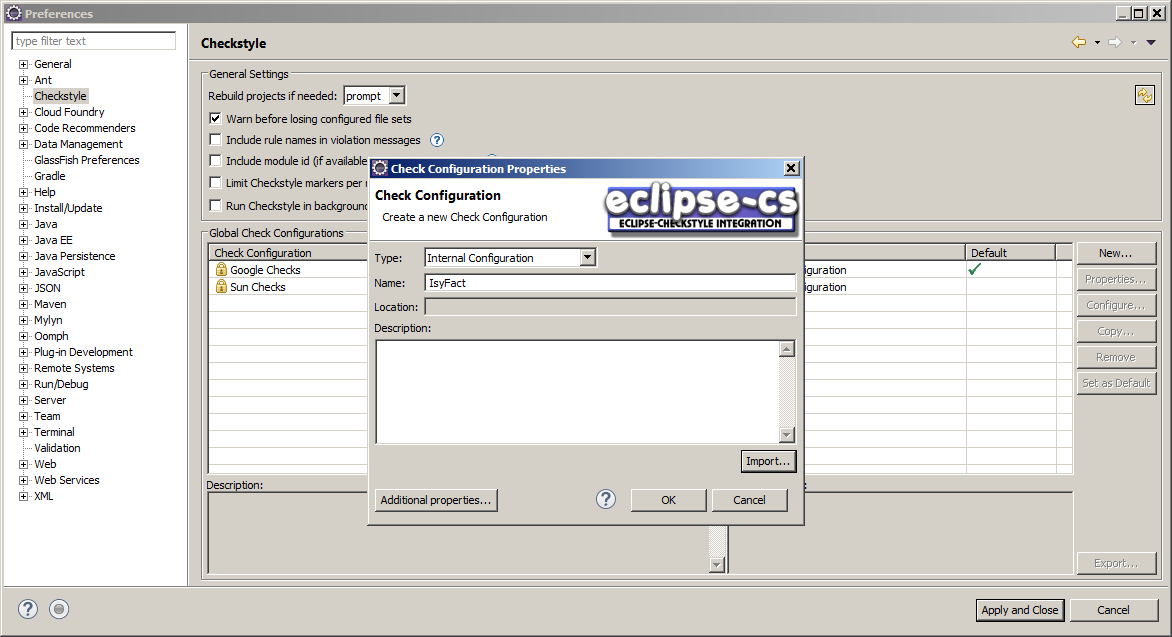 Preferences
type filter text
General
Ant
Checkstyle
Cloud Foundry
Code Recommenders
Data Management
GlassFish Preferences
Gradle
Help
Install/Update
Java
Java EE
Java Persistence
JavaScript
JSON
Maven
Mylyn
Oomph
Plug-in Development
Remote Systems
Run/Debug
Server
Team
Terminal
Validation
Web
Web Services
XML
Checkstyle
General Settings
Rebuild projects if needed: prompt
Warn before losing configured file sets
Include rule names in violation messages ?
Include module id (if available
Limit Checkstyle markers per
Run Checkstyle in background
Global Check Configurations
Check Configuration Default
Google Checks
Sun Checks
New...
Properties...
Configure...
Copy...
Remove
Set as Default
Description:
Export...
Check Configuration Properties
Check Configuration
Create a new Check Configuration
eclipse-cs
ECLIPSE-CHECKSTYLE INTEGRATION
Type: Internal Configuration
Name: IsyFact
Location:
Description:
Import...
Additional properties... ? OK Cancel
? Apply and Close Cancel